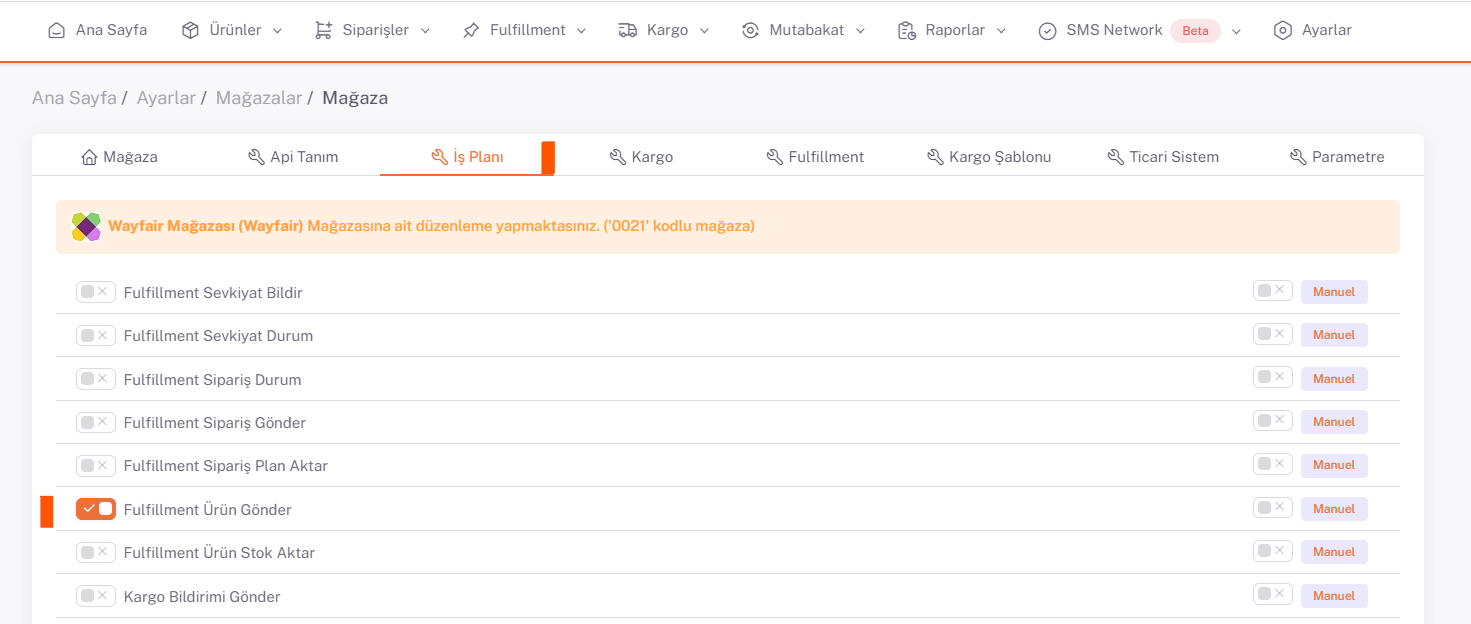 Ana Sayfa Ürünler Siparişler Fulfillment Kargo Mutabakat Raporlar SMS Network Beta Ayarlar
Ana Sayfa / Ayarlar / Mağazalar / Mağaza
Mağaza Api Tanım İş Planı Kargo Fulfillment Kargo Şablonu Ticari Sistem Parametre
Wayfair Mağazası (Wayfair) Mağazasına ait düzenleme yapmaktasınız. ('0021' kodlu mağaza)
Fulfillment Sevkiyat Bildir Manuel
Fulfillment Sevkiyat Durum Manuel
Fulfillment Sipariş Durum Manuel
Fulfillment Sipariş Gönder Manuel
Fulfillment Sipariş Plan Aktar Manuel
Fulfillment Ürün Gönder Manuel
Fulfillment Ürün Stok Aktar Manuel
Kargo Bildirimi Gönder Manuel